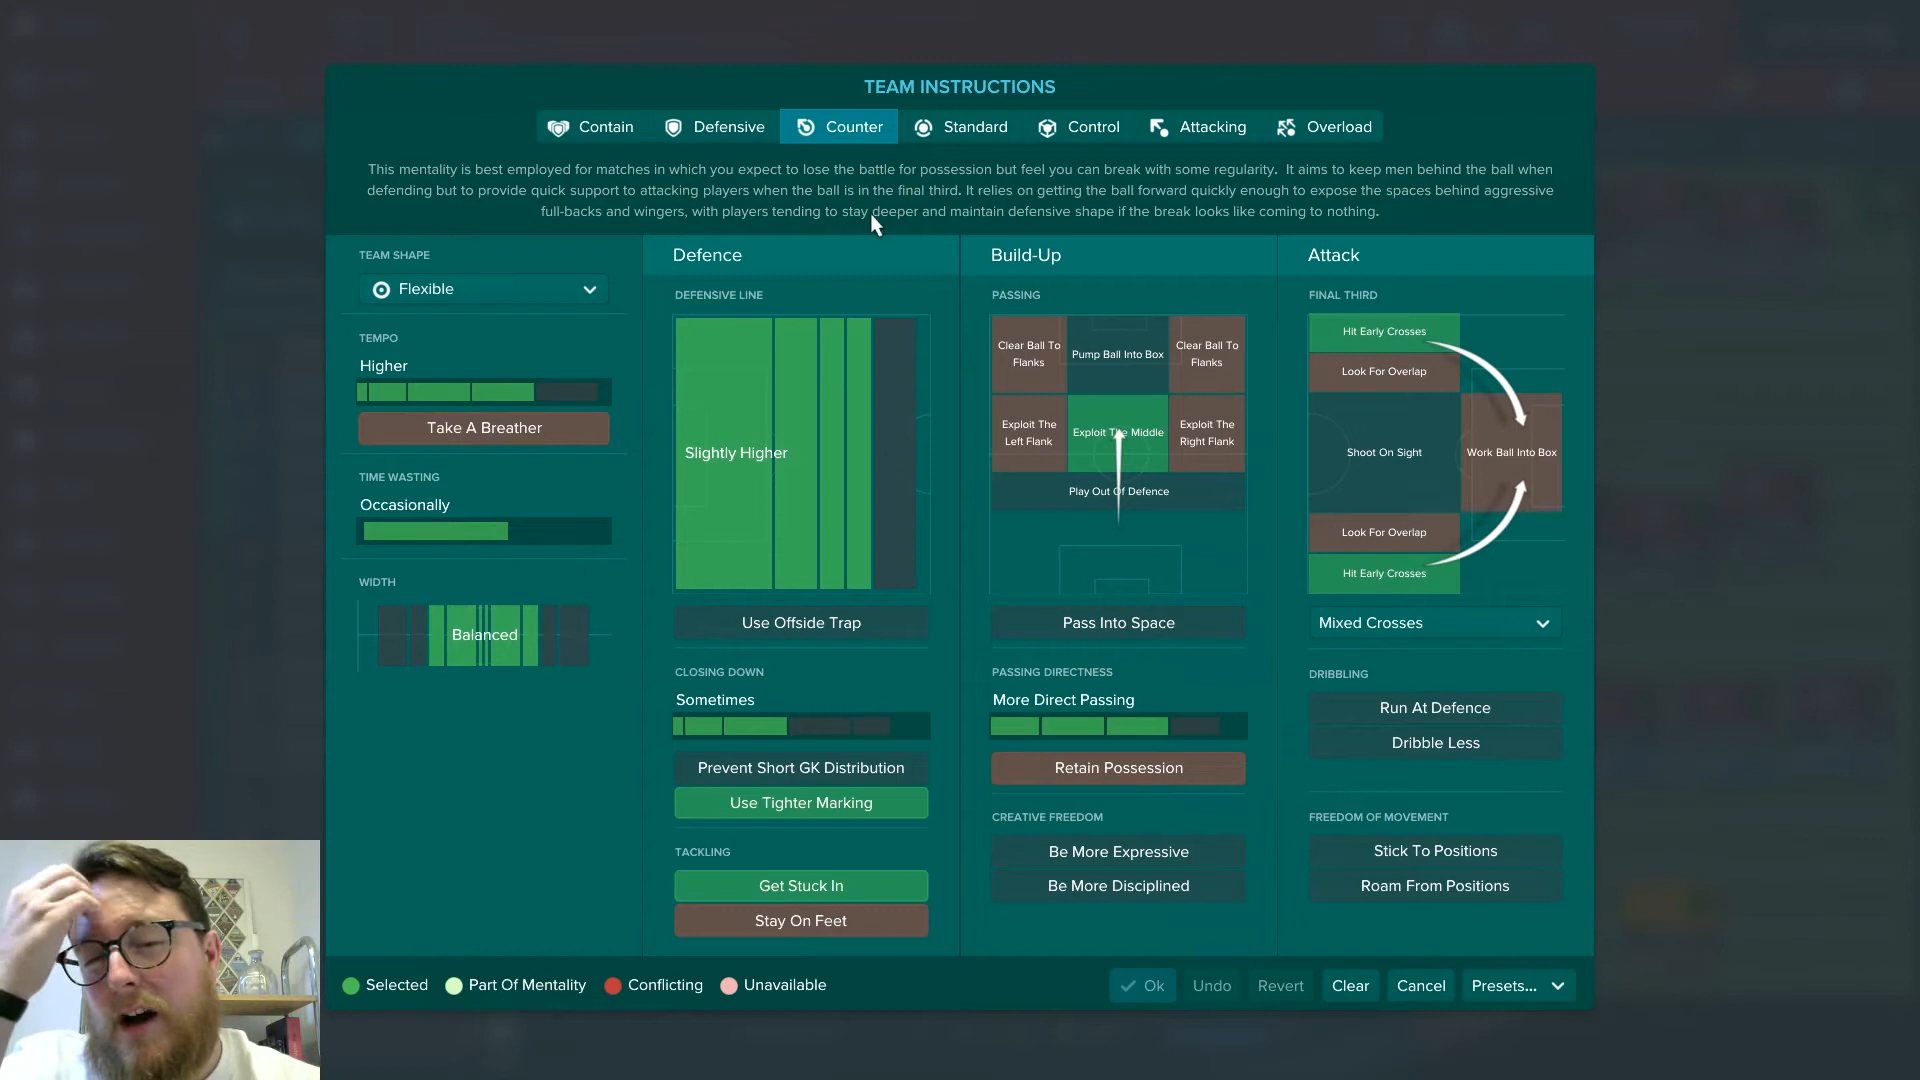 TEAM INSTRUCTIONS
Contain
Defensive
Counter
Standard
Control
Attacking
Overload
This mentality is best employed for matches in which you expect to lose the battle for possession but feel you can break with some regularity. It aims to keep men behind the ball when
defending but to provide quick support to attacking players when the ball is in the final third. It relies on getting the ball forward quickly enough to expose the spaces behind aggressive
full-backs and wingers, with players tending to stay deeper and maintain defensive shape if the break looks like coming to nothing.
TEAM SHAPE
Flexible
TEMPO
Higher
Take A Breather
TIME WASTING
Occasionally
WIDTH
Balanced
Defence
DEFENSIVE LINE
Slightly Higher
Use Offside Trap
CLOSING DOWN
Sometimes
Prevent Short GK Distribution
Use Tighter Marking
TACKLING
Get Stuck In
Stay On Feet
Build-Up
PASSING
Clear Ball To
Flanks
Pump Ball Into Box
Clear Ball To
Flanks
Exploit The
Left Flank
Exploit The Middle
Exploit The
Right Flank
Play Out Of Defence
Pass Into Space
PASSING DIRECTNESS
More Direct Passing
Retain Possession
CREATIVE FREEDOM
Be More Expressive
Be More Disciplined
Attack
FINAL THIRD
Hit Early Crosses
Look For Overlap
Shoot On Sight
Work Ball Into Box
Look For Overlap
Hit Early Crosses
Mixed Crosses
DRIBBLING
Run At Defence
Dribble Less
FREEDOM OF MOVEMENT
Stick To Positions
Roam From Positions
Selected
Part Of Mentality
Conflicting
Unavailable
Ok
Undo
Revert
Clear
Cancel
Presets...